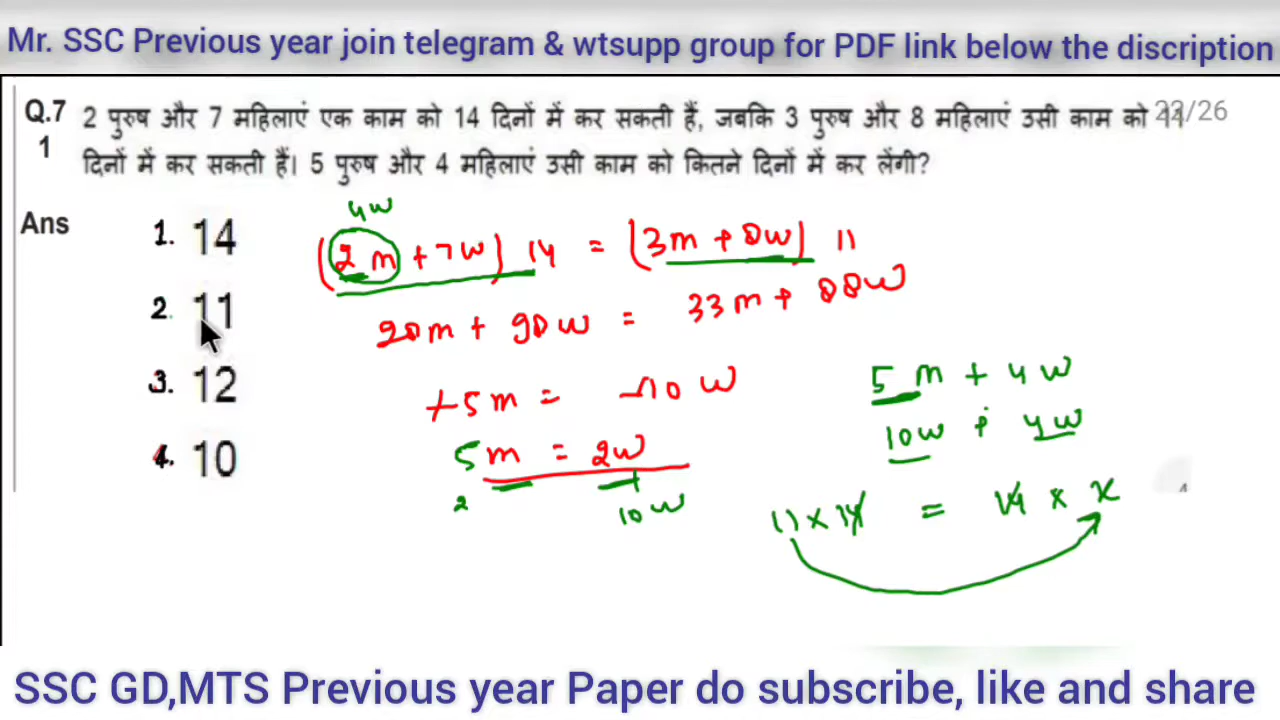 Mr. SSC Previous year join telegram & wtsupp group for PDF link below the discription
Q.7 2 पुरुष और 7 महिलाएं एक काम को 14 दिनों में कर सकती हैं, जबकि 3 पुरुष और 8 महिलाएं उसी काम को 11 23/26
1 दिनों में कर सकती हैं। 5 पुरुष और 4 महिलाएं उसी काम को कितने दिनों में कर लेंगी?
4w
Ans 1. 14 (2m + 7w) 14 = (3m + 8w) 11
2. 11 28m + 98w = 33m + 88w
3. 12 +5m = 10w 5m + 4w
5m = 2w 10w + 4w
4. 10 2 10w 11 x 14 = 14 x x
SSC GD,MTS Previous year Paper do subscribe, like and share